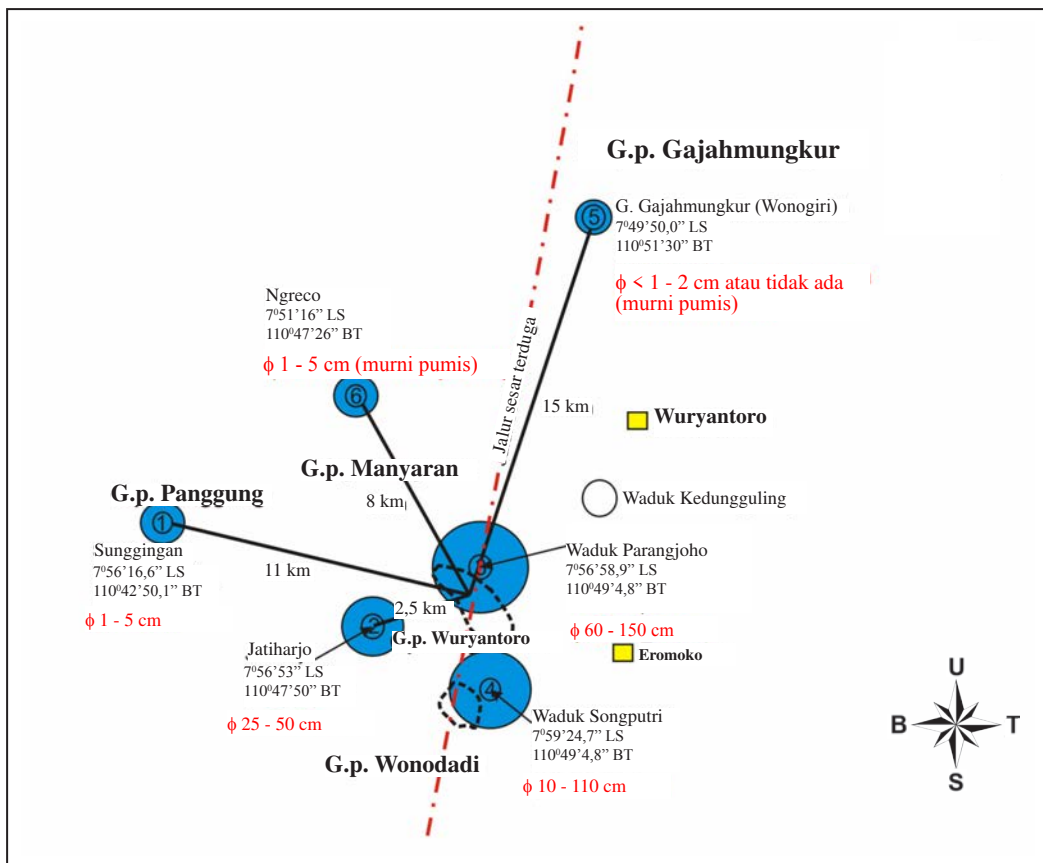 G.p. Gajahmungkur
5
G. Gajahmungkur (Wonogiri)
7⁰49’50,0” LS
110⁰51’30” BT
ϕ < 1 - 2 cm atau tidak ada
(murni pumis)
Ngreco
7⁰51’16” LS
110⁰47’26” BT
ϕ 1 - 5 cm (murni pumis)
6
Jalur sesar terduga
15 km
Wuryantoro
G.p. Manyaran
8 km
G.p. Panggung
1
Waduk Kedungguling
Sunggingan
7⁰56’16,6” LS
110⁰42’50,1” BT
ϕ 1 - 5 cm
11 km
Waduk Parangjoho
7⁰56’58,9” LS
110⁰49’4,8” BT
ϕ 60 - 150 cm
2,5 km
2
G.p. Wuryantoro
Jatiharjo
7⁰56’53” LS
110⁰47’50” BT
ϕ 25 - 50 cm
Eromoko
4
Waduk Songputri
7⁰59’24,7” LS
110⁰49’4,8” BT
ϕ 10 - 110 cm
G.p. Wonodadi
U
B
T
S